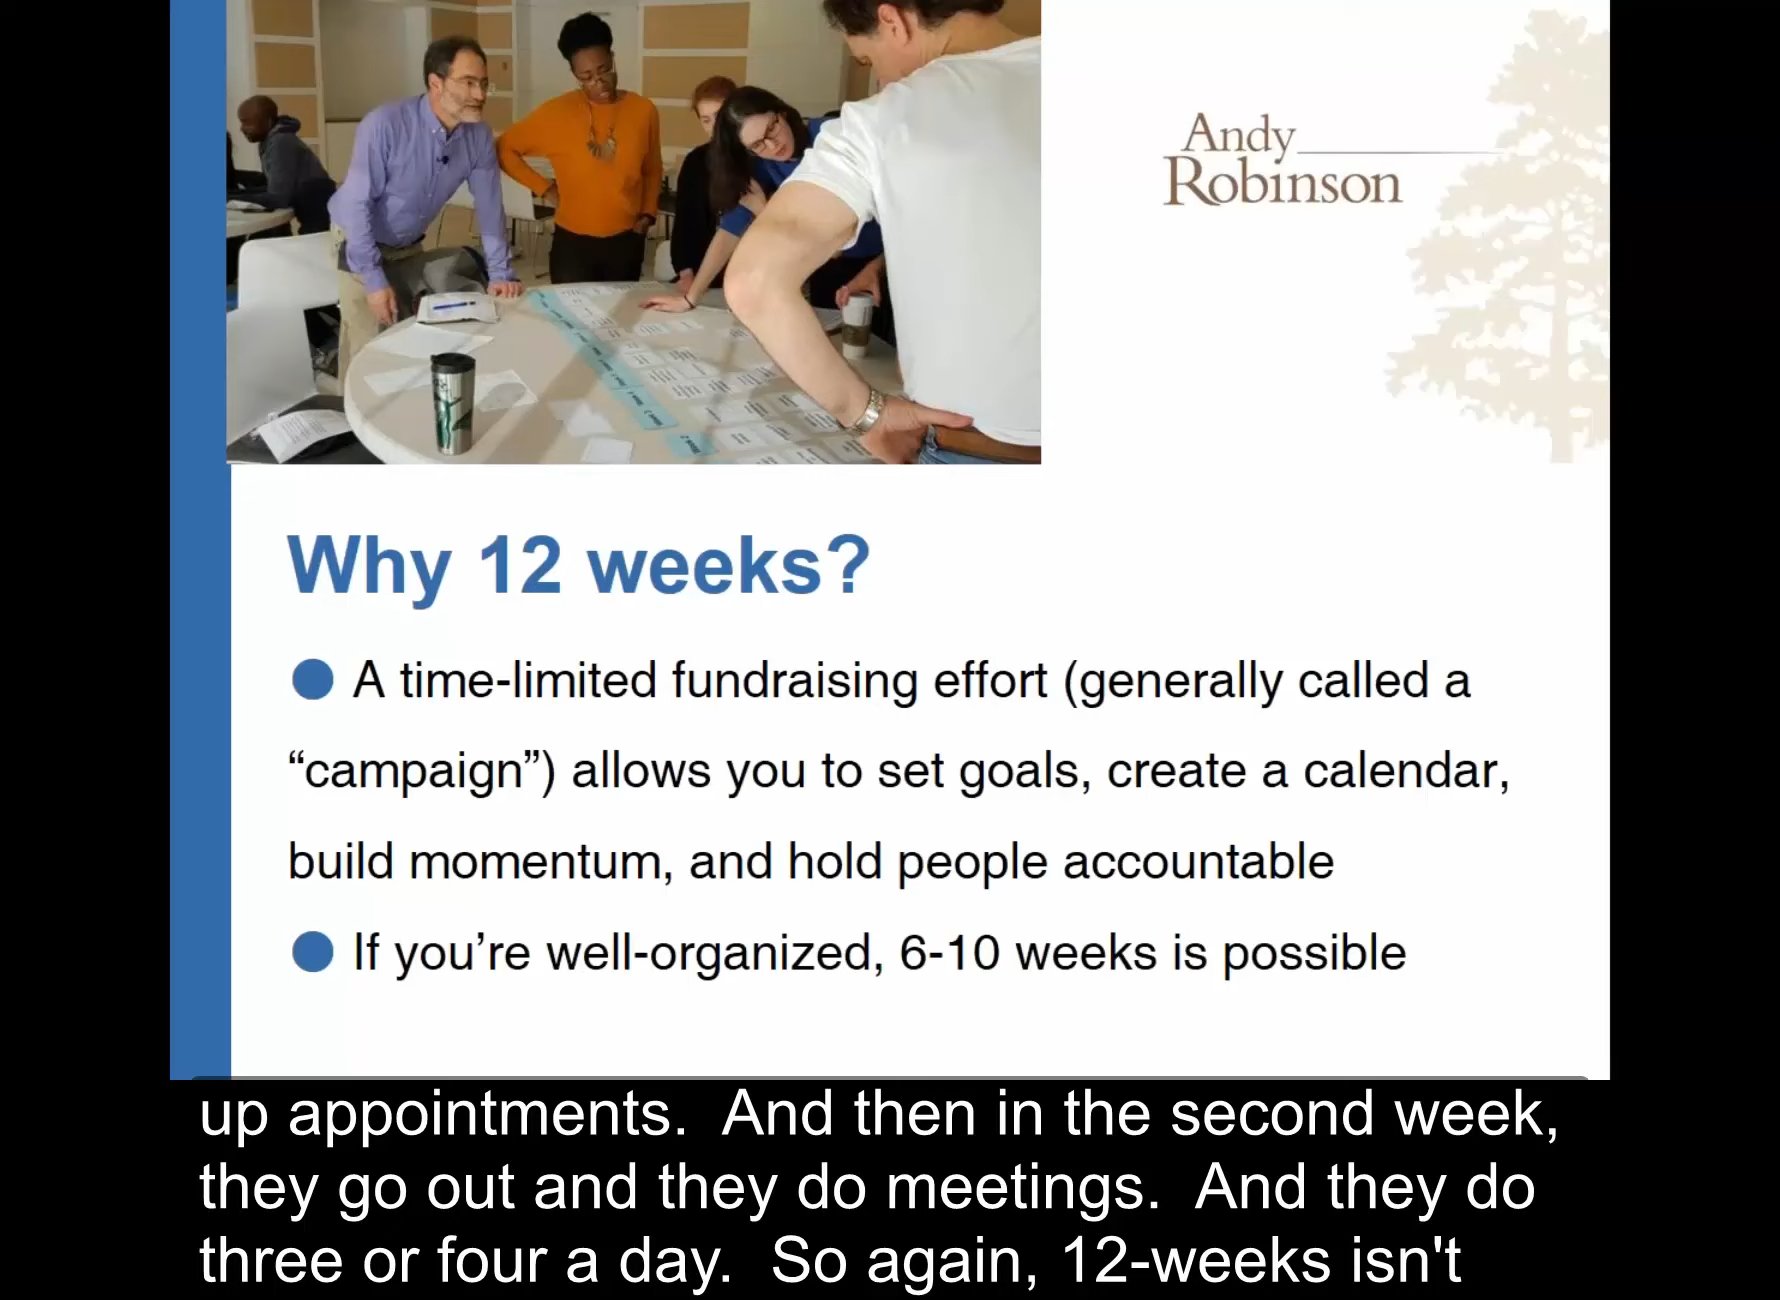 Andy
Robinson
Why 12 weeks?
A time-limited fundraising effort (generally called a
“campaign”) allows you to set goals, create a calendar,
build momentum, and hold people accountable
If you’re well-organized, 6-10 weeks is possible
up appointments.  And then in the second week,
they go out and they do meetings.  And they do
three or four a day.  So again, 12-weeks isn't